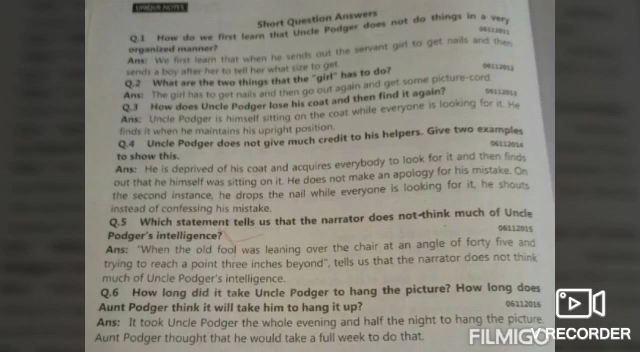 UNIQUE NOTES
Short Question Answers
Q.1 How do we first learn that Uncle Podger does not do things in a very
organized manner? 06112011
Ans: We first learn that when he sends out the servant girl to get nails and then
sends a boy after her to tell her what size to get.
Q.2 What are the two things that the "girl" has to do? 06112012
Ans: The girl has to get nails and then go out again and get some picture-cord.
Q.3 How does Uncle Podger lose his coat and then find it again? 06112013
Ans: Uncle Podger is himself sitting on the coat while everyone is looking for it. He
finds it when he maintains his upright position.
Q.4 Uncle Podger does not give much credit to his helpers. Give two examples
to show this. 06112014
Ans: He is deprived of his coat and acquires everybody to look for it and then finds
out that he himself was sitting on it. He does not make an apology for his mistake. On
the second instance, he drops the nail while everyone is looking for it, he shouts
instead of confessing his mistake.
Q.5 Which statement tells us that the narrator does not think much of Uncle
Podger's intelligence? 06112015
Ans: "When the old fool was leaning over the chair at an angle of forty five and
trying to reach a point three inches beyond", tells us that the narrator does not think
much of Uncle Podger's intelligence.
Q.6 How long did it take Uncle Podger to hang the picture? How long does
Aunt Podger think it will take him to hang it up? 06112016
Ans: It took Uncle Podger the whole evening and half the night to hang the picture.
Aunt Podger thought that he would take a full week to do that.
FILMIGO
V RECORDER